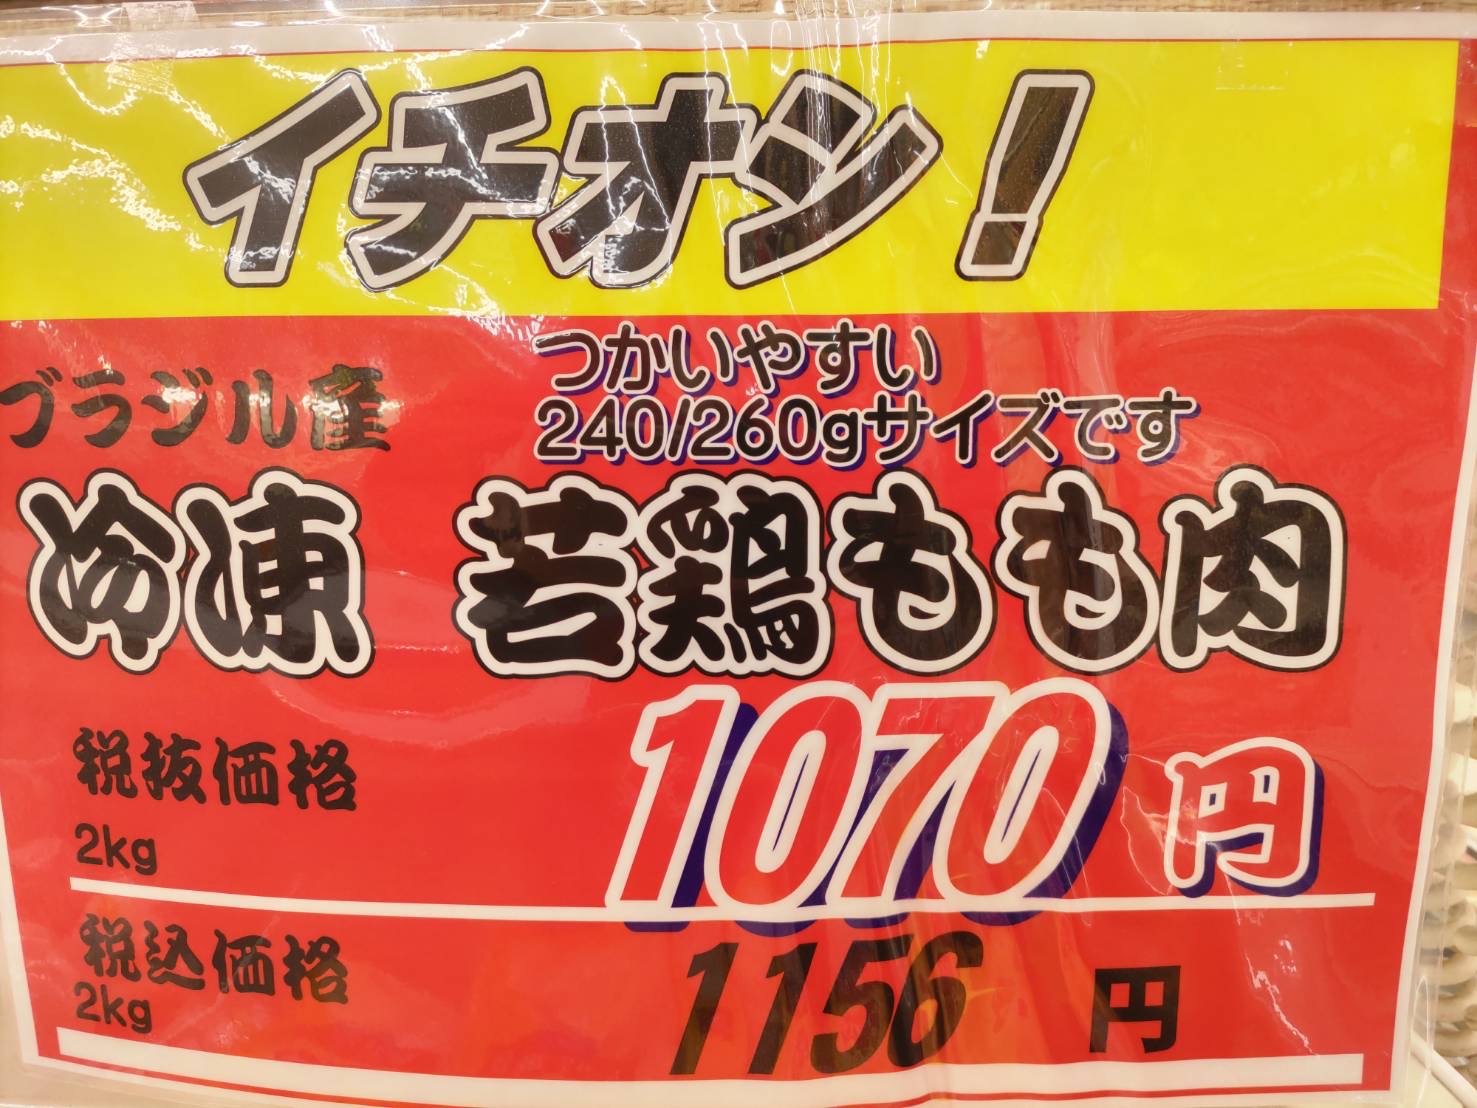 イチオシ!
つかいやすい
ブラジル産
240/260gサイズです
冷凍 若鶏もも肉
税抜価格
2kg
1070円
税込価格
2kg
1156円